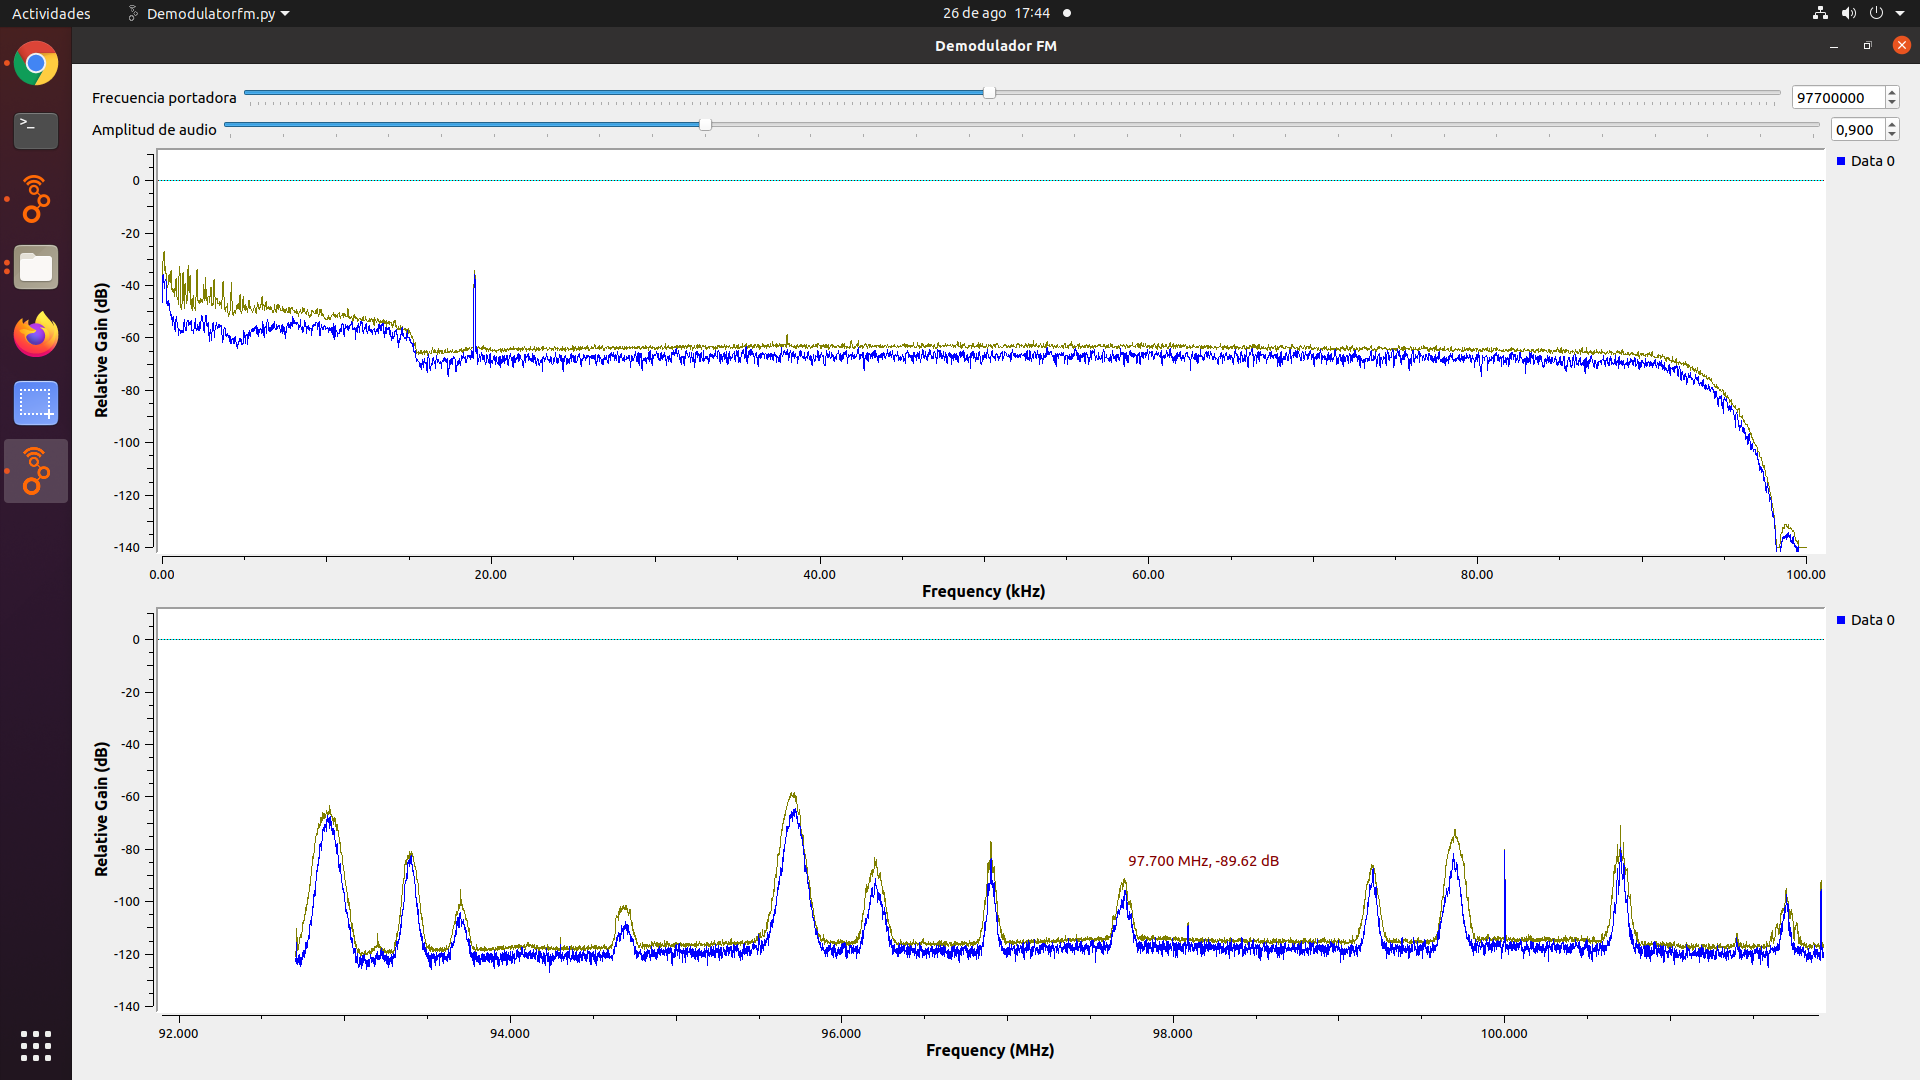 Actividades
Demodulatorfm.py
26 de ago 17:44
Demodulador FM
Frecuencia portadora
97700000
Amplitud de audio
0,900
Data 0
Relative Gain (dB)
0
-20
-40
-60
-80
-100
-120
-140
0.00
20.00
40.00
60.00
80.00
100.00
Frequency (kHz)
Data 0
Relative Gain (dB)
0
-20
-40
-60
-80
-100
-120
-140
97.700 MHz, -89.62 dB
92.000
94.000
96.000
98.000
100.000
Frequency (MHz)